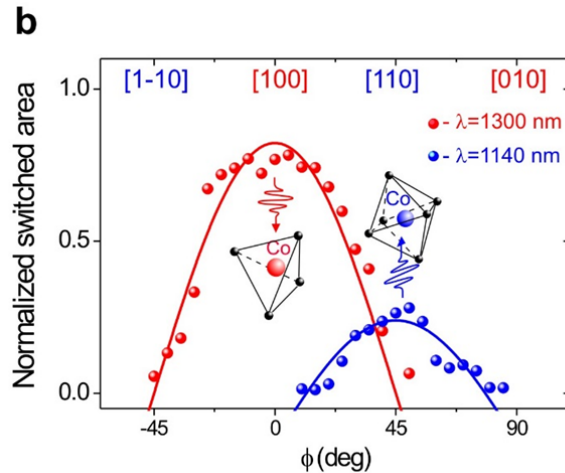 b
[1-10] [100] [110] [010]
1.0
- λ=1300 nm
- λ=1140 nm
Co
0.5
Co
0.0
-45 0 45 90
ϕ(deg)
Normalized switched area